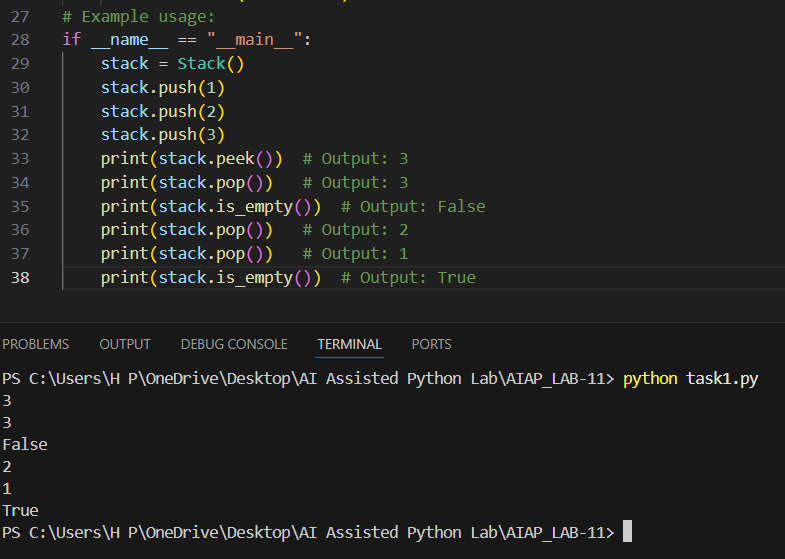 27 # Example usage:
28 if __name__ == "__main__":
29 stack = Stack()
30 stack.push(1)
31 stack.push(2)
32 stack.push(3)
33 print(stack.peek()) # Output: 3
34 print(stack.pop()) # Output: 3
35 print(stack.is_empty()) # Output: False
36 print(stack.pop()) # Output: 2
37 print(stack.pop()) # Output: 1
38 print(stack.is_empty()) # Output: True
PROBLEMS OUTPUT DEBUG CONSOLE TERMINAL PORTS
PS C:\Users\H P\OneDrive\Desktop\AI Assisted Python Lab\AIAP_LAB-11> python task1.py
3
3
False
2
1
True
PS C:\Users\H P\OneDrive\Desktop\AI Assisted Python Lab\AIAP_LAB-11>